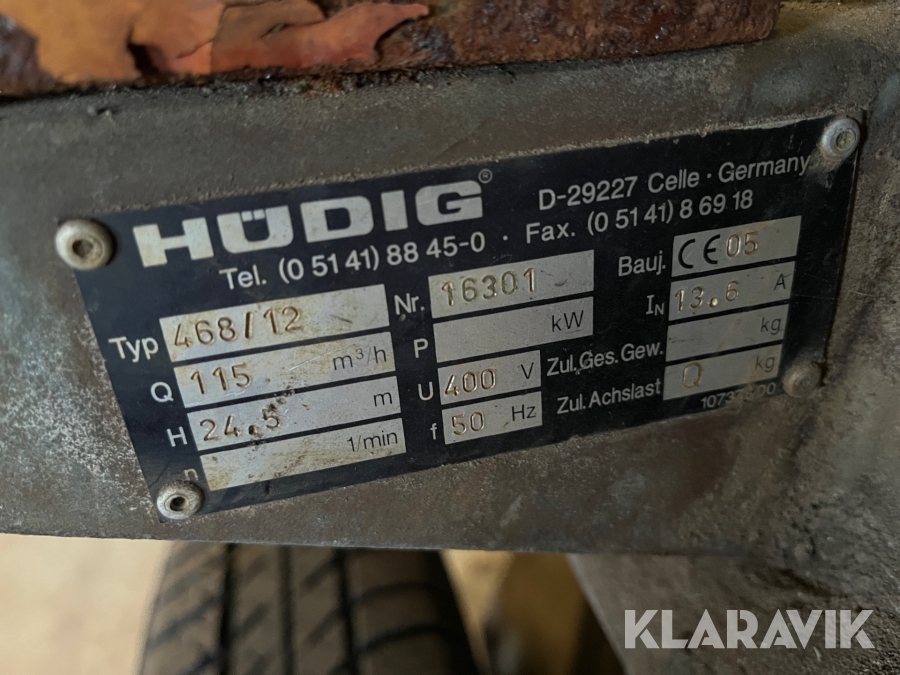 HÜDIG®
D-29227 Celle · Germany
Tel. (0 51 41) 88 45-0 · Fax. (0 51 41) 8 69 18
Typ 468/12
Nr. 16301
Bauj. CE 05
Q 115 m³/h
P kW
I_N 13.6 A
H 24.5 m
U 400 V
Zul.Ges.Gew. kg
n 1/min
f 50 Hz
Zul.Achslast Q kg
KLARAVIK